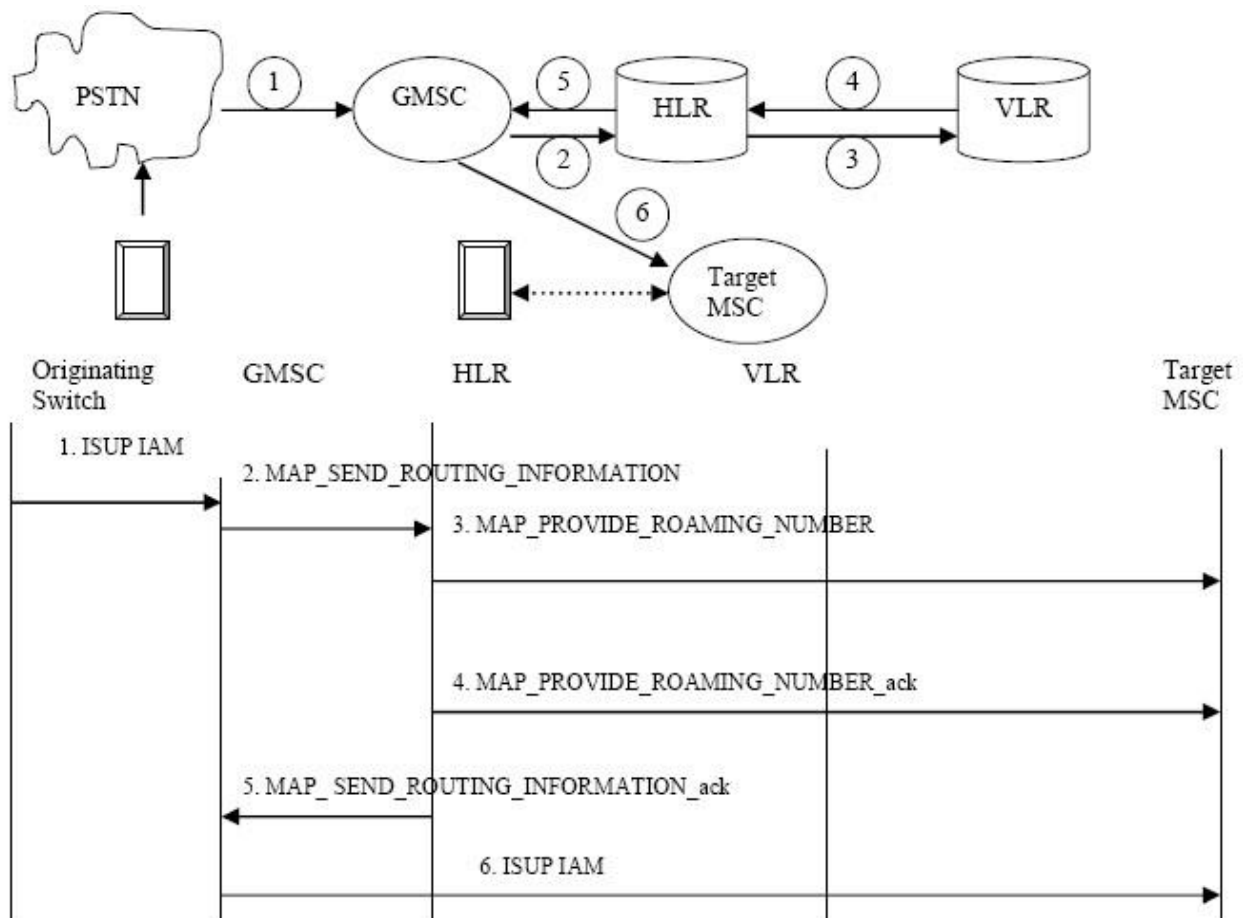 1
5
4
PSTN
GMSC
HLR
VLR
2
3
6
Target
MSC
Originating
Switch
GMSC
HLR
VLR
Target
MSC
1. ISUP IAM
2. MAP_SEND_ROUTING_INFORMATION
3. MAP_PROVIDE_ROAMING_NUMBER
4. MAP_PROVIDE_ROAMING_NUMBER_ack
5. MAP_ SEND_ROUTING_INFORMATION_ack
6. ISUP IAM